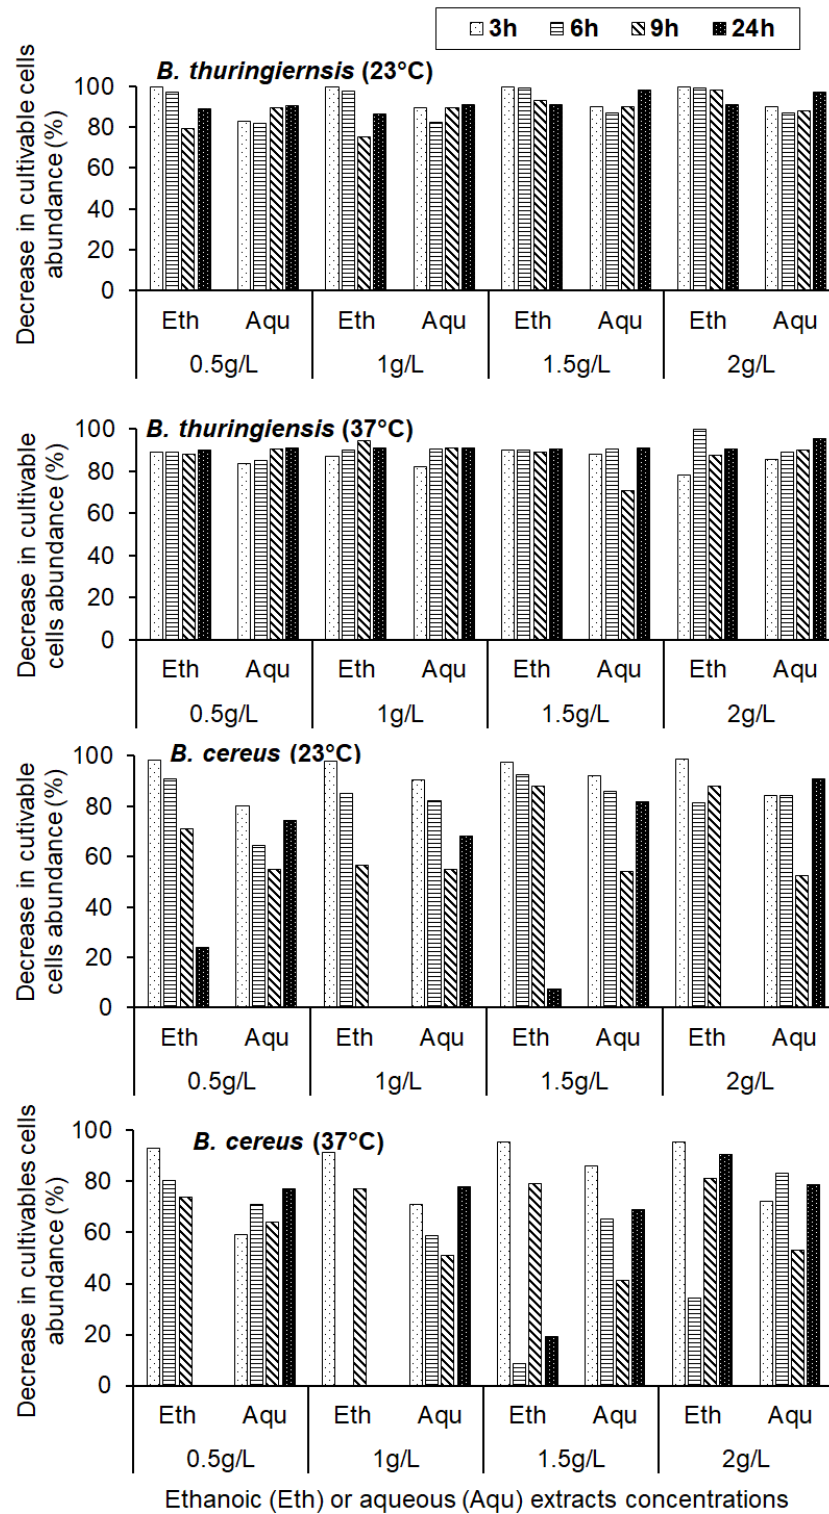 3h 6h 9h 24h
B. thuringiernsis (23°C)
Decrease in cultivable cells
abundance (%)
100
80
60
40
20
0
Eth Aqu Eth Aqu Eth Aqu Eth Aqu
0.5g/L 1g/L 1.5g/L 2g/L
B. thuringiensis (37°C)
Decrease in cultivable
cells abundance (%)
100
80
60
40
20
0
Eth Aqu Eth Aqu Eth Aqu Eth Aqu
0.5g/L 1g/L 1.5g/L 2g/L
B. cereus (23°C)
Decrease in cutivable
cells abundance (%)
100
80
60
40
20
0
Eth Aqu Eth Aqu Eth Aqu Eth Aqu
0.5g/L 1g/L 1.5g/L 2g/L
B. cereus (37°C)
Decrease in cultivables cells
abundance (%)
100
80
60
40
20
0
Eth Aqu Eth Aqu Eth Aqu Eth Aqu
0.5g/L 1g/L 1.5g/L 2g/L
Ethanoic (Eth) or aqueous (Aqu) extracts concentrations